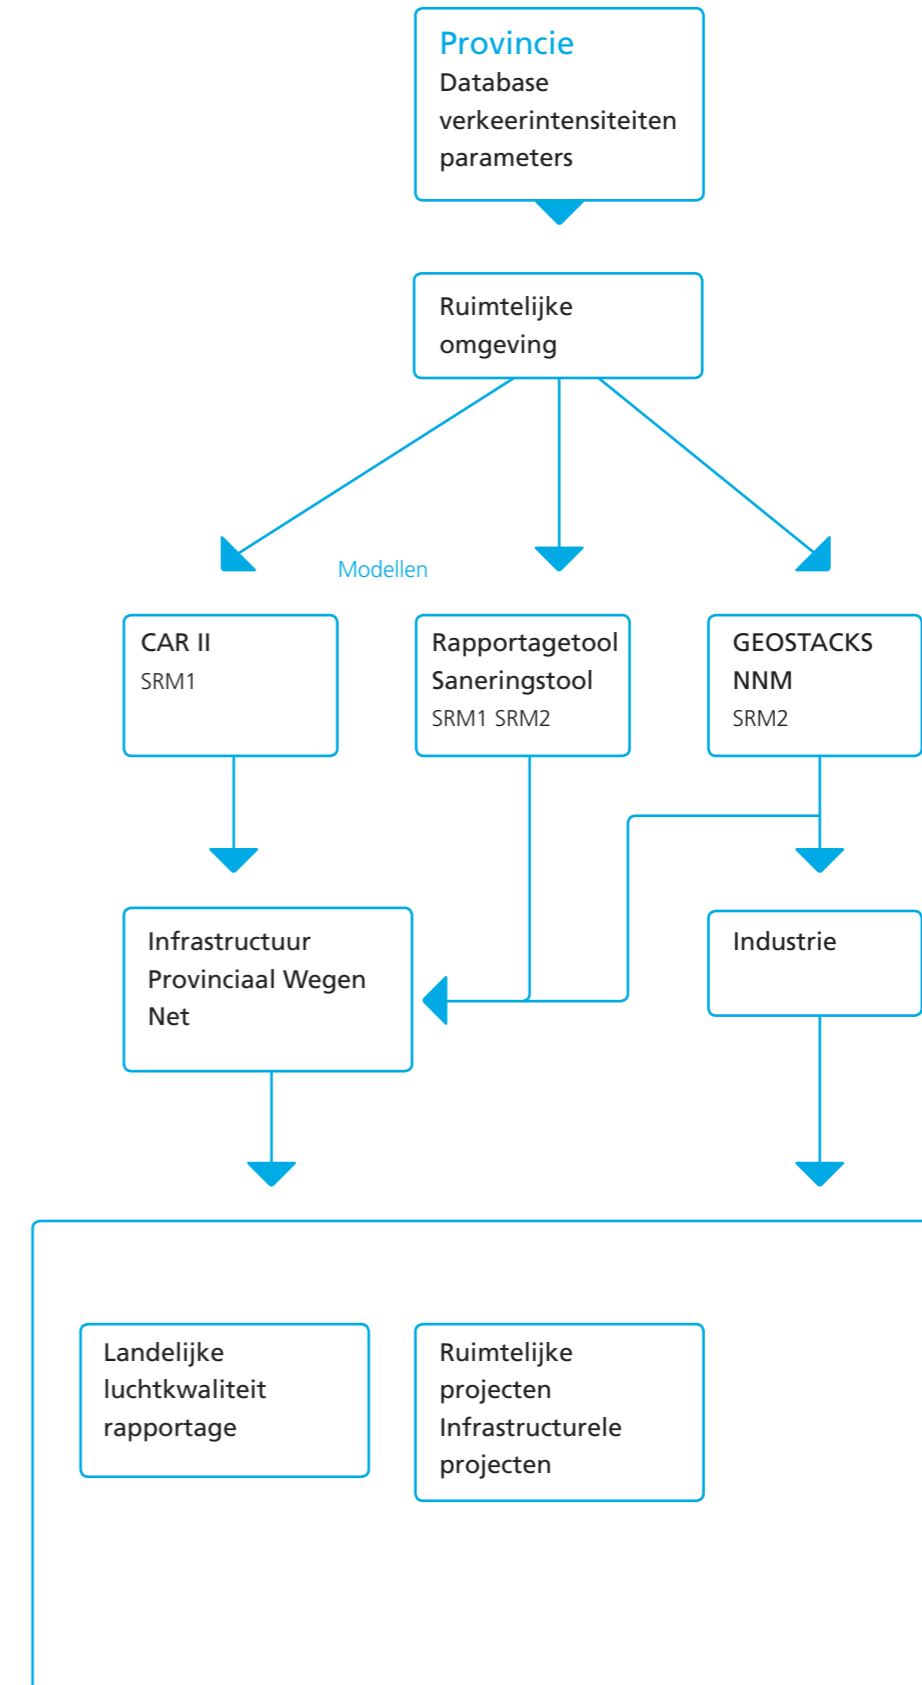 Provincie
Database
verkeerintensiteiten
parameters
Ruimtelijke
omgeving
Modellen
CAR II
SRM1
Rapportagetool
Saneringstool
SRM1 SRM2
GEOSTACKS
NNM
SRM2
Infrastructuur
Provinciaal Wegen
Net
Industrie
Landelijke
luchtkwaliteit
rapportage
Ruimtelijke
projecten
Infrastructurele
projecten